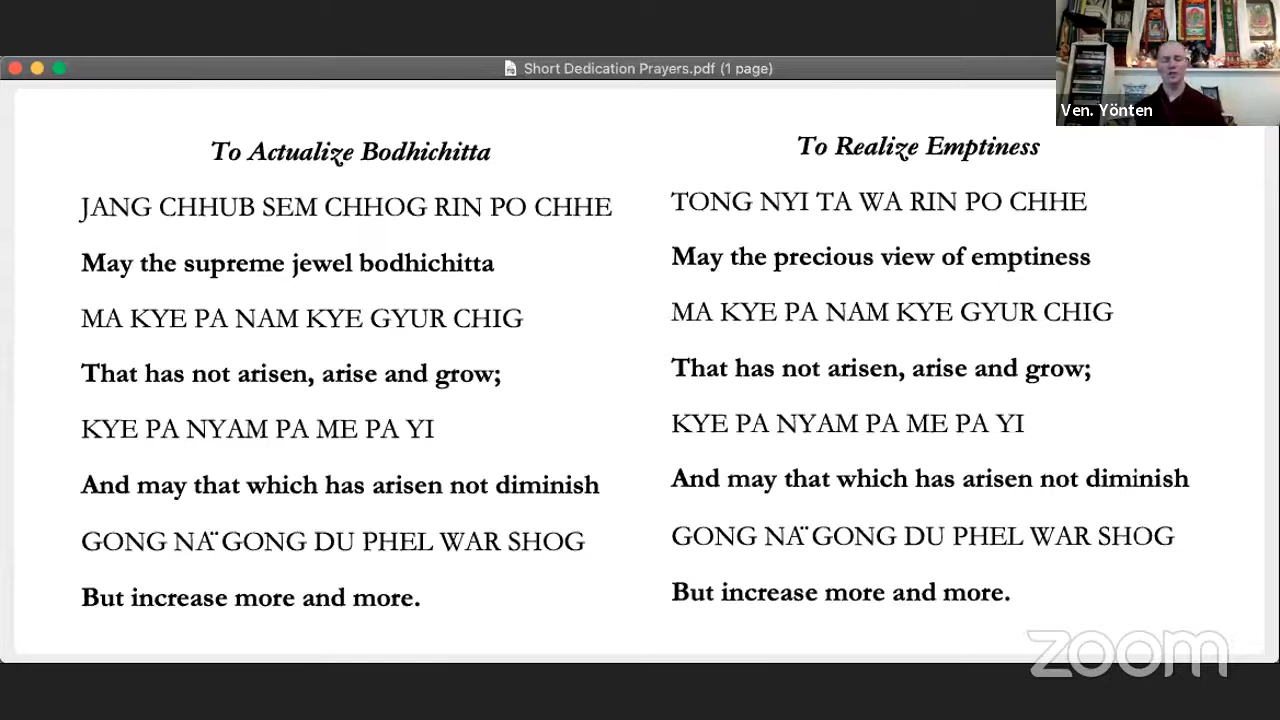 Short Dedication Prayers.pdf (1 page)
Ven. Yönten
To Actualize Bodhichitta
JANG CHHUB SEM CHHOG RIN PO CHHE
May the supreme jewel bodhichitta
MA KYE PA NAM KYE GYUR CHIG
That has not arisen, arise and grow;
KYE PA NYAM PA ME PA YI
And may that which has arisen not diminish
GONG NÄ GONG DU PHEL WAR SHOG
But increase more and more.
To Realize Emptiness
TONG NYI TA WA RIN PO CHHE
May the precious view of emptiness
MA KYE PA NAM KYE GYUR CHIG
That has not arisen, arise and grow;
KYE PA NYAM PA ME PA YI
And may that which has arisen not diminish
GONG NÄ GONG DU PHEL WAR SHOG
But increase more and more.
zoom